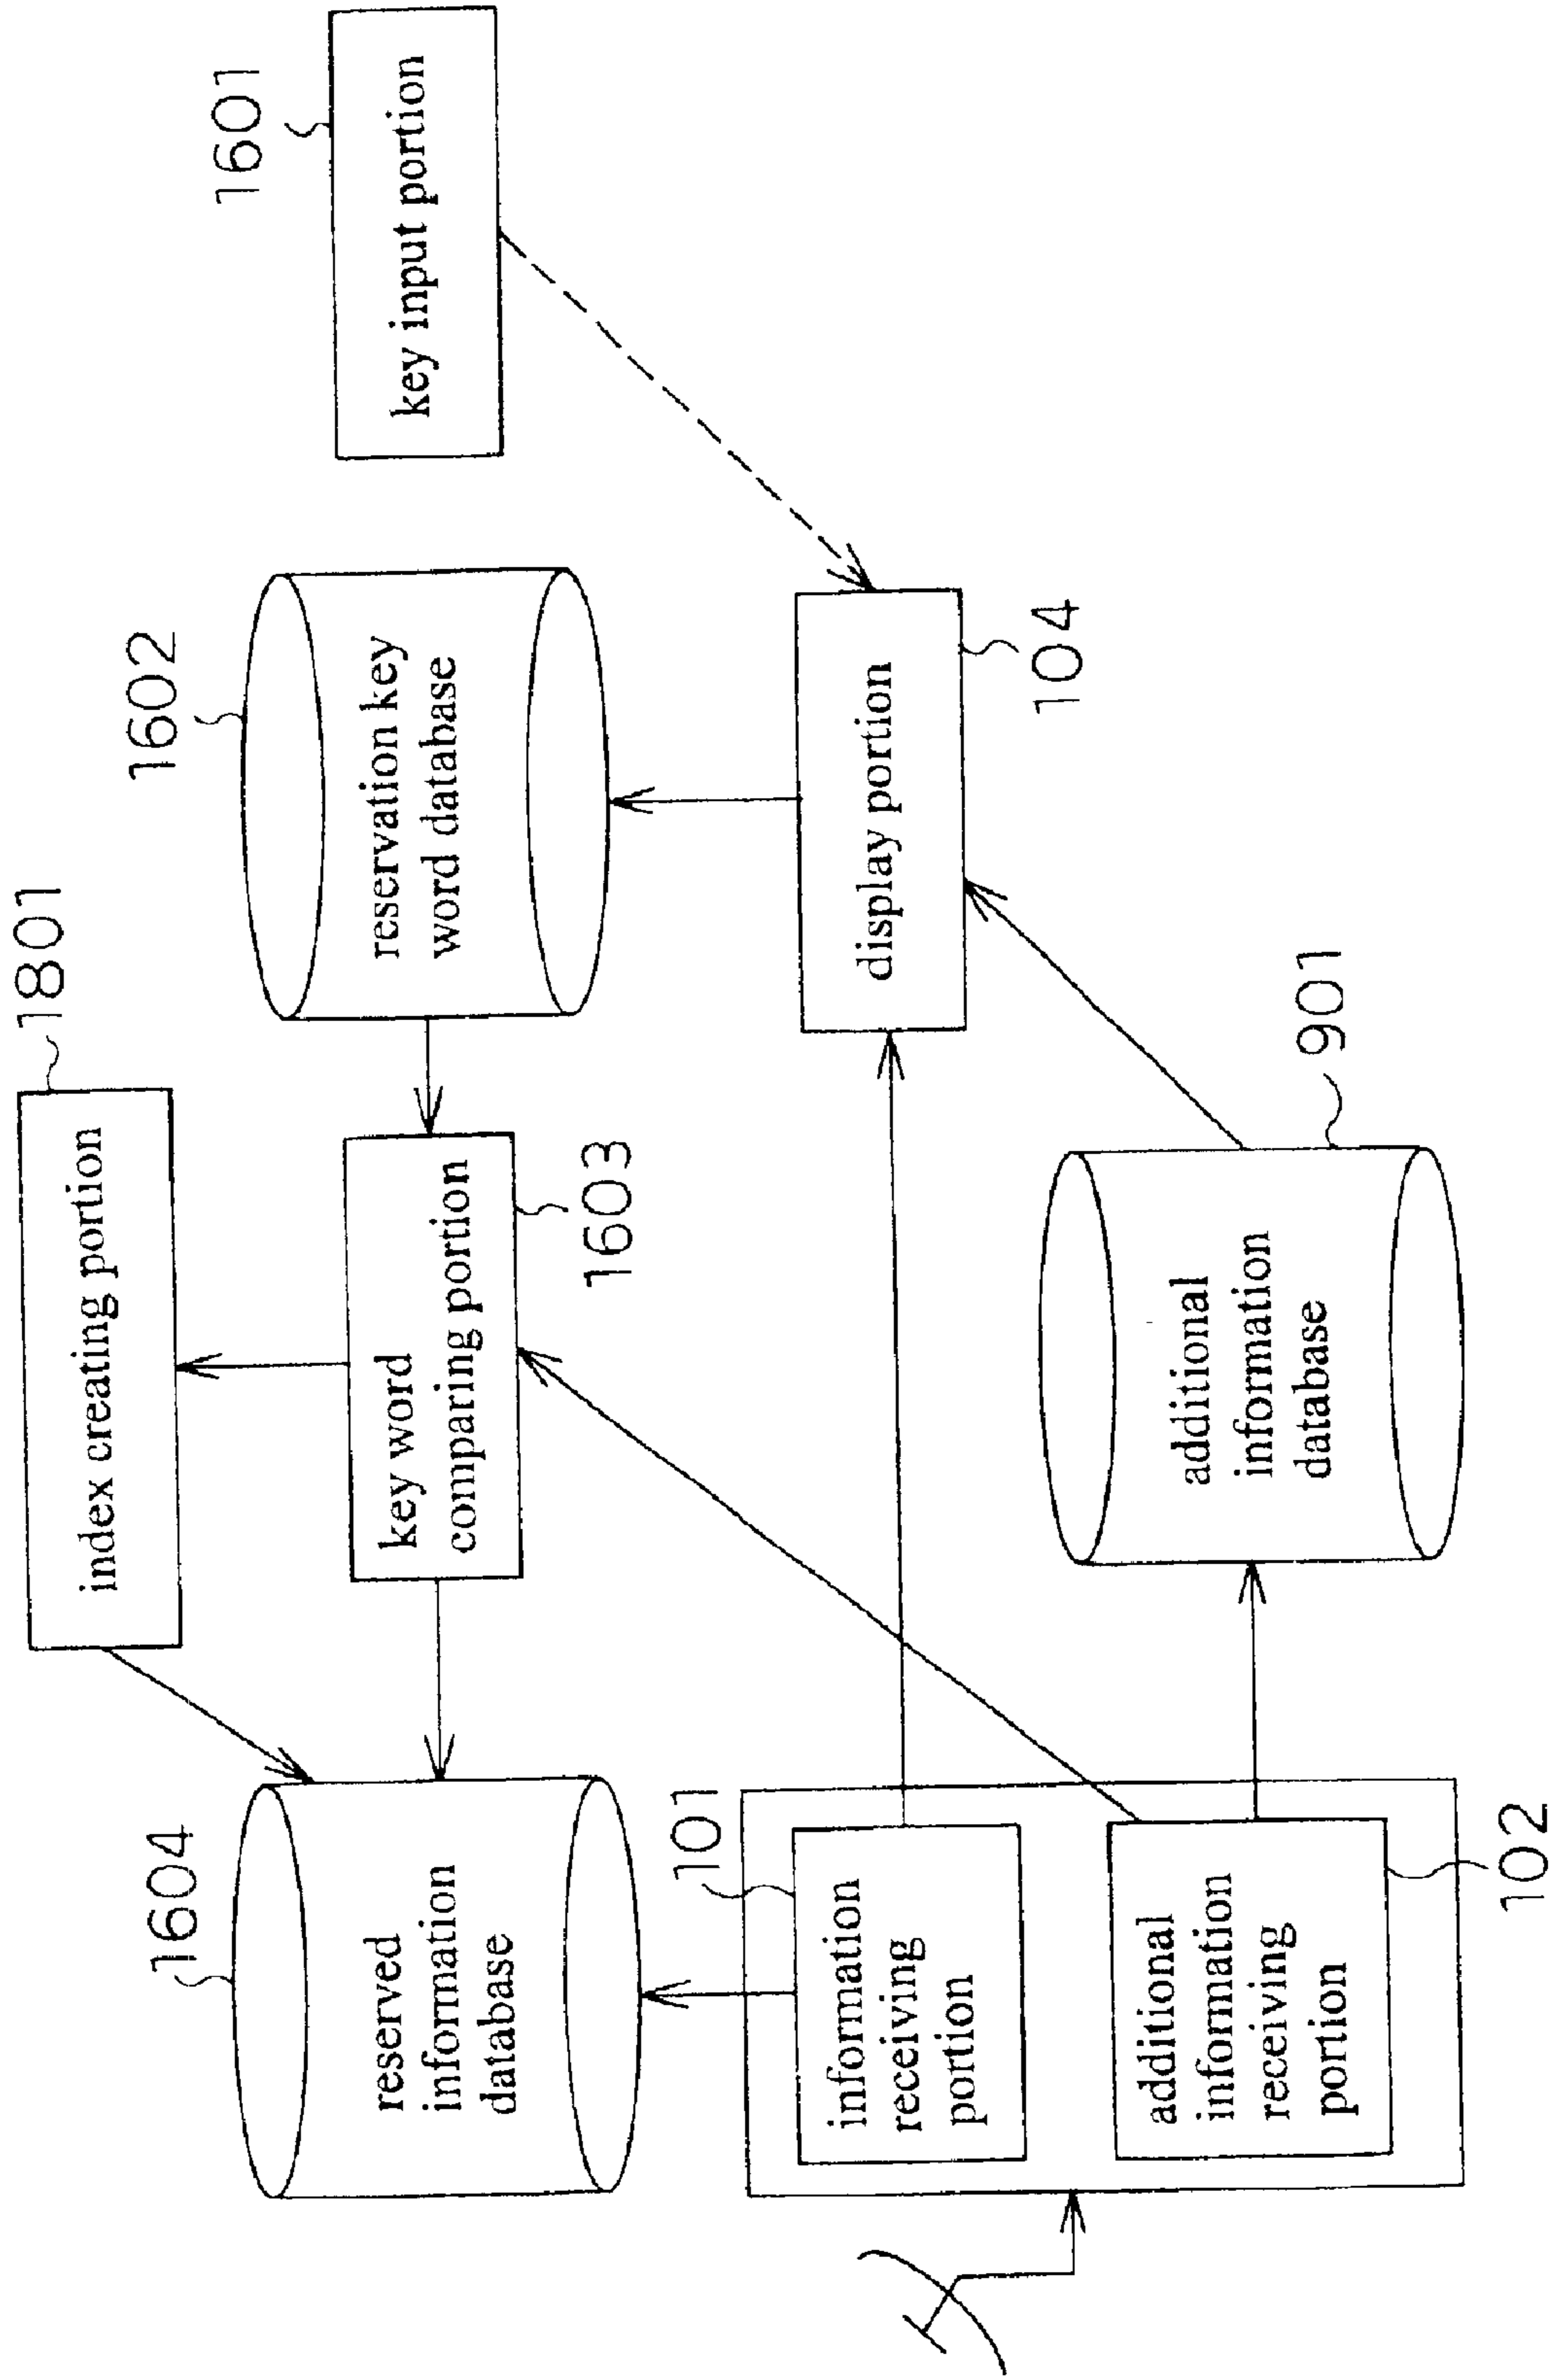 1801
index creating portion
1604
reserved
information
database
key word
comparing portion
1603
1602
reservation key
word database
1601
key input portion
101
information
receiving
portion
additional
information
receiving
portion
102
additional
information
database
901
display portion
104